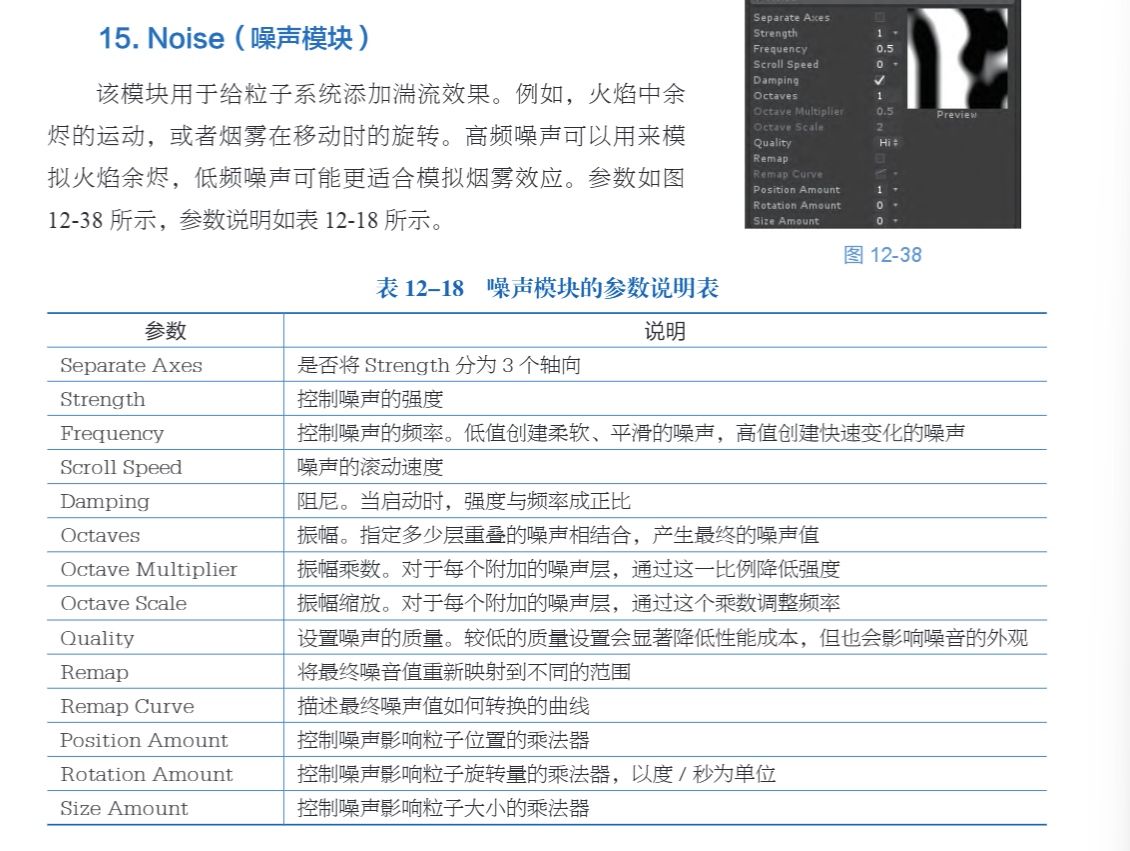 15. Noise（噪声模块）
该模块用于给粒子系统添加湍流效果。例如，火焰中余
烬的运动，或者烟雾在移动时的旋转。高频噪声可以用来模
拟火焰余烬，低频噪声可能更适合模拟烟雾效应。参数如图
12-38 所示，参数说明如表 12-18 所示。
Separate Axes
Strength 1
Frequency 0.5
Scroll Speed 0
Damping
Octaves 1
Octave Multiplier 0.5
Octave Scale 2
Quality Hi
Remap
Remap Curve
Position Amount 1
Rotation Amount 0
Size Amount 0
Preview
图 12-38
表 12–18 噪声模块的参数说明表
参数 说明
Separate Axes 是否将 Strength 分为 3 个轴向
Strength 控制噪声的强度
Frequency 控制噪声的频率。低值创建柔软、平滑的噪声，高值创建快速变化的噪声
Scroll Speed 噪声的滚动速度
Damping 阻尼。当启动时，强度与频率成正比
Octaves 振幅。指定多少层重叠的噪声相结合，产生最终的噪声值
Octave Multiplier 振幅乘数。对于每个附加的噪声层，通过这一比例降低强度
Octave Scale 振幅缩放。对于每个附加的噪声层，通过这个乘数调整频率
Quality 设置噪声的质量。较低的质量设置会显著降低性能成本，但也会影响噪音的外观
Remap 将最终噪音值重新映射到不同的范围
Remap Curve 描述最终噪声值如何转换的曲线
Position Amount 控制噪声影响粒子位置的乘法器
Rotation Amount 控制噪声影响粒子旋转量的乘法器，以度 / 秒为单位
Size Amount 控制噪声影响粒子大小的乘法器